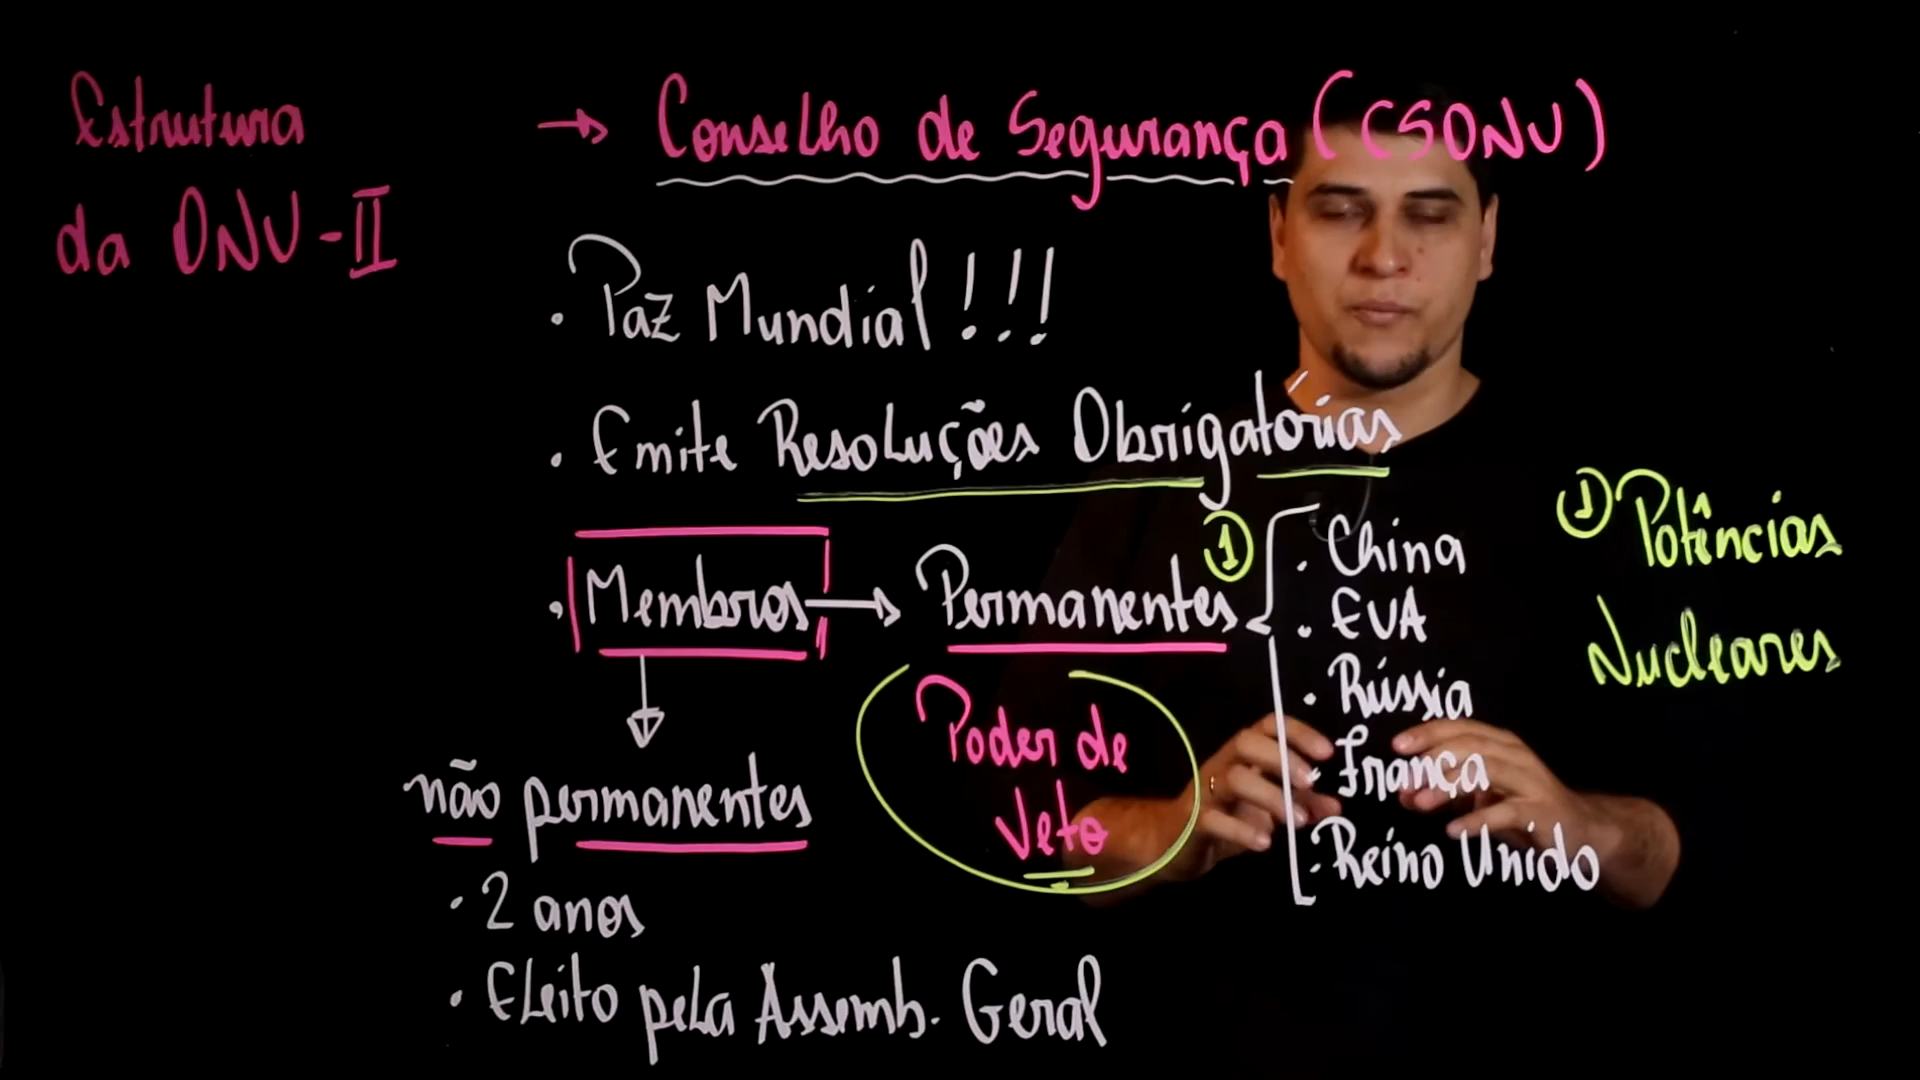 Estrutura
da ONU - II
→ Conselho de Segurança (CSONU)
• Paz Mundial!!!
• Emite Resoluções Obrigatórias
• Membros → Permanentes ①
• China
• EUA
• Rússia
• França
• Reino Unido
① Potências
Nucleares
Poder de
Veto
não permanentes
• 2 anos
• Eleito pela Assemb. Geral